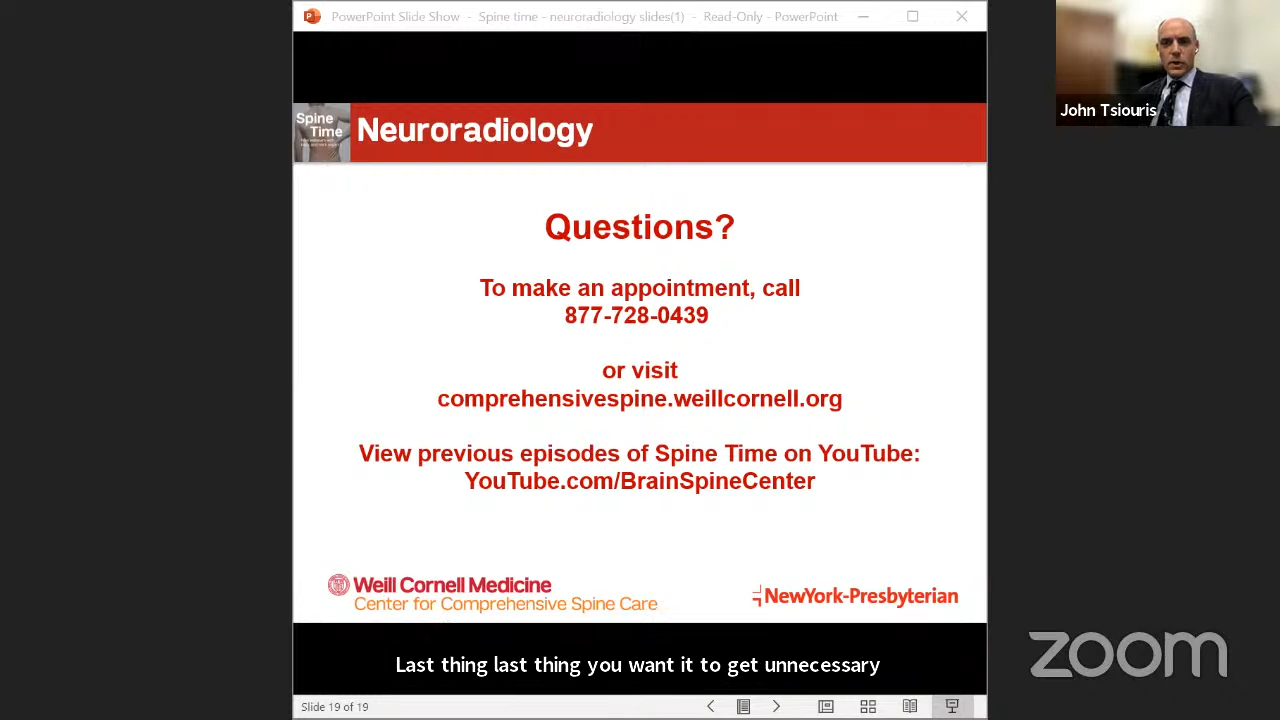 PowerPoint Slide Show - Spine time - neuroradiology slides(1) - Read-Only - PowerPoint
John Tsiouris
Spine
Time
Neuroradiology
Questions?
To make an appointment, call
877-728-0439
or visit
comprehensivespine.weillcornell.org
View previous episodes of Spine Time on YouTube:
YouTube.com/BrainSpineCenter
Weill Cornell Medicine
Center for Comprehensive Spine Care
NewYork-Presbyterian
Last thing last thing you want it to get unnecessary
zoom
Slide 19 of 19